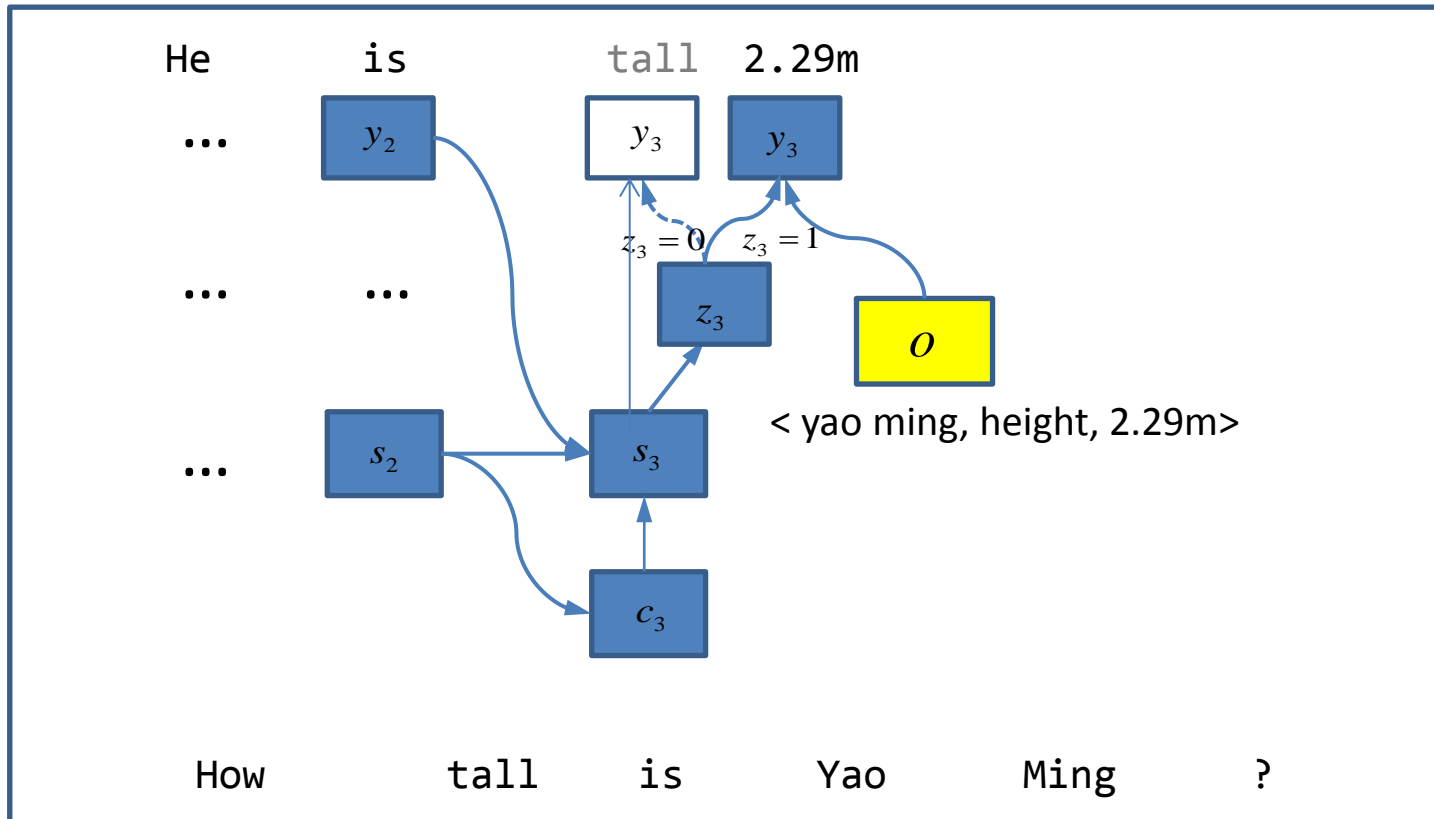 He is tall 2.29m
... y₂ y₃ y₃
z₃ = 0 z₃ = 1
... ... z₃ o
< yao ming, height, 2.29m>
... s₂ s₃
c₃
How tall is Yao Ming ?